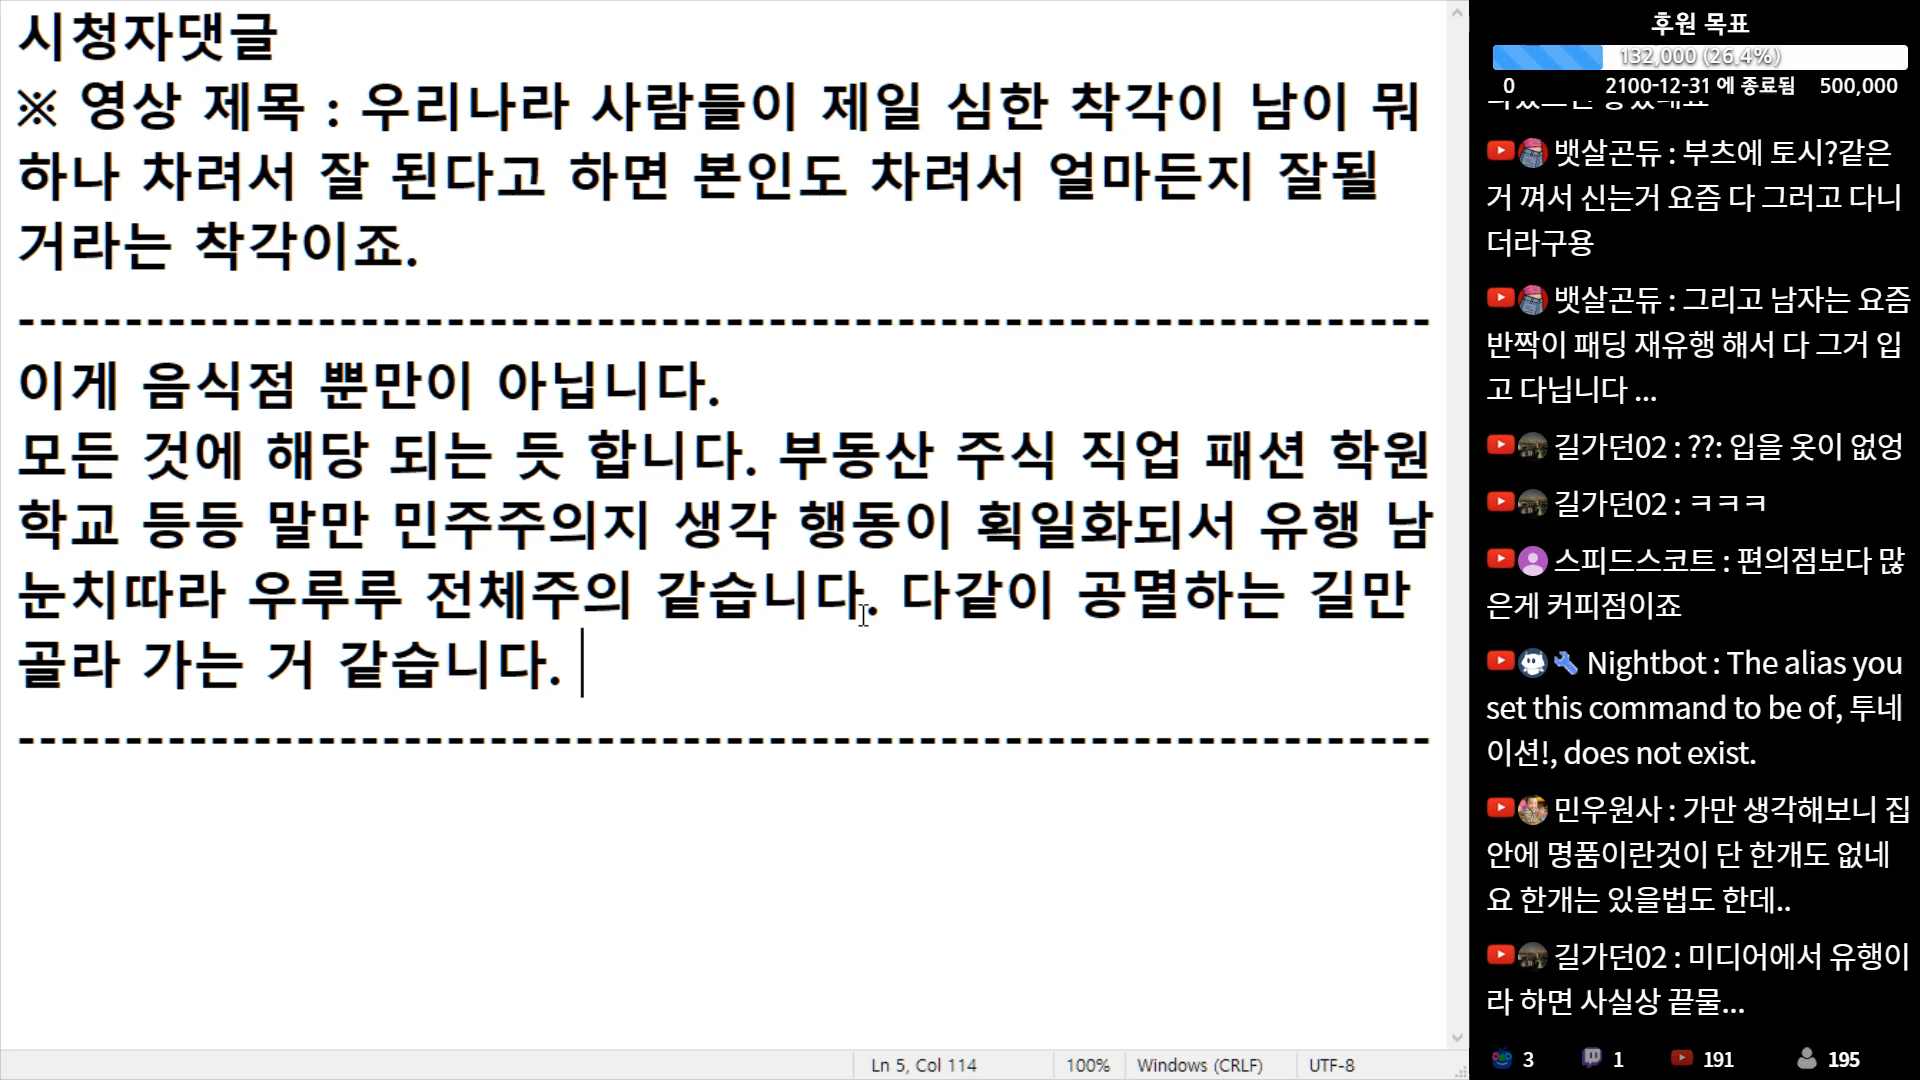 시청자댓글
※ 영상 제목 : 우리나라 사람들이 제일 심한 착각이 남이 뭐
하나 차려서 잘 된다고 하면 본인도 차려서 얼마든지 잘될
거라는 착각이죠.
------------------------------------------------------------------
이게 음식점 뿐만이 아닙니다.
모든 것에 해당 되는 듯 합니다. 부동산 주식 직업 패션 학원
학교 등등 말만 민주주의지 생각 행동이 획일화되서 유행 남
눈치따라 우루루 전체주의 같습니다. 다같이 공멸하는 길만
골라 가는 거 같습니다.
------------------------------------------------------------------
Ln 5, Col 114
100%
Windows (CRLF)
UTF-8
후원 목표
132,000 (26.4%)
0 2100-12-31 에 종료됨 500,000
뱃살곤듀 : 부츠에 토시?같은
거 껴서 신는거 요즘 다 그러고 다니
더라구용
뱃살곤듀 : 그리고 남자는 요즘
반짝이 패딩 재유행 해서 다 그거 입
고 다닙니다 ...
길가던02 : ??: 입을 옷이 없엉
길가던02 : ㅋㅋㅋ
스피드스코트 : 편의점보다 많
은게 커피점이죠
Nightbot : The alias you
set this command to be of, 투네
이션!, does not exist.
민우원사 : 가만 생각해보니 집
안에 명품이란것이 단 한개도 없네
요 한개는 있을법도 한데..
길가던02 : 미디어에서 유행이
라 하면 사실상 끝물...
3 1 191 195